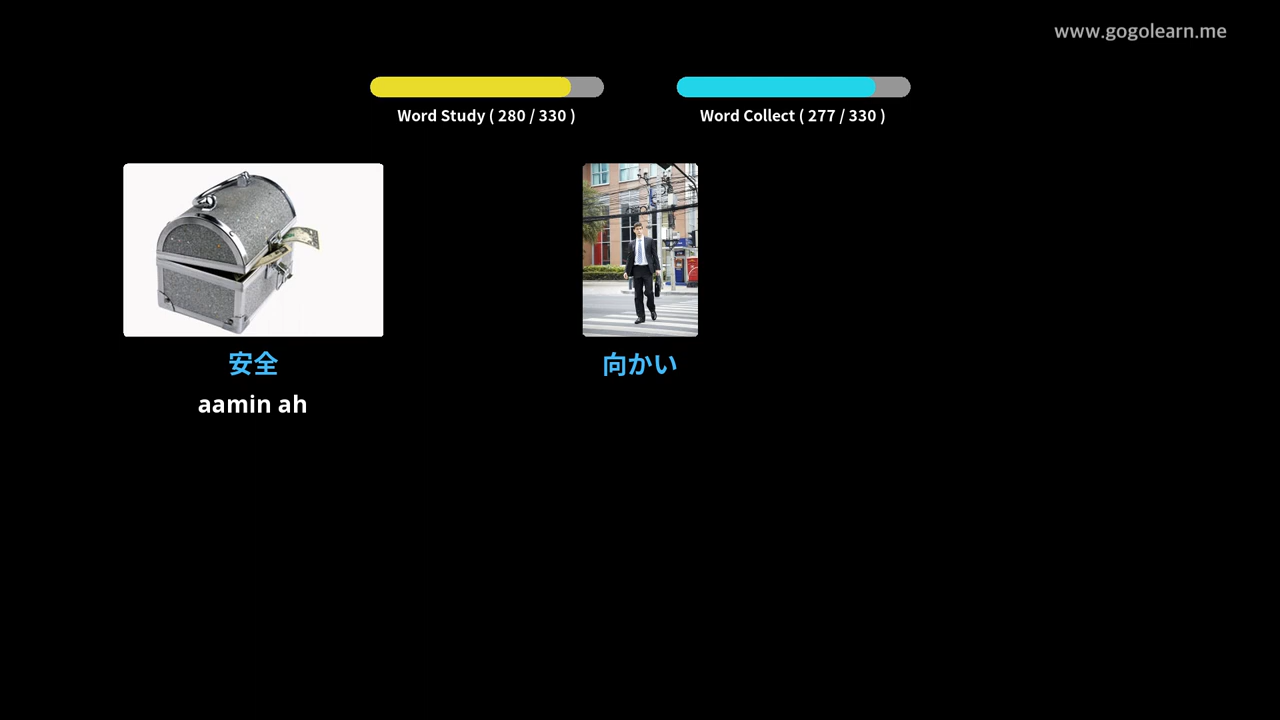 www.gogolearn.me
Word Study ( 280 / 330 )
Word Collect ( 277 / 330 )
安全
aamin ah
向かい